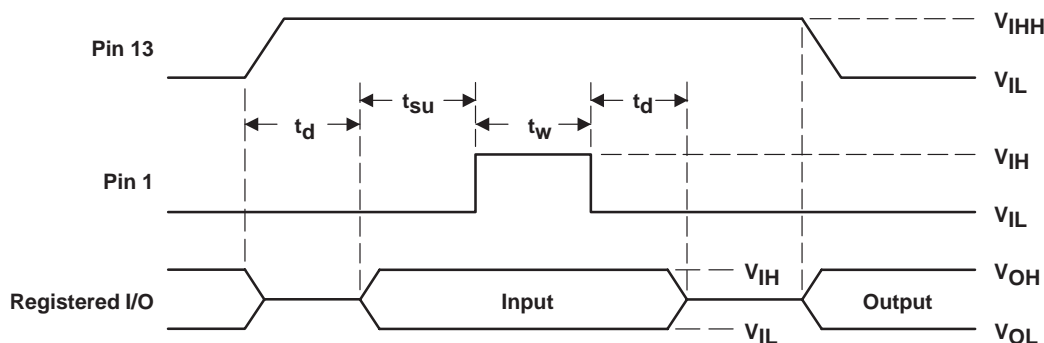 Pin 13
VIHH
VIL
td
tsu
tw
td
Pin 1
VIH
VIL
Registered I/O
Input
VIH
VIL
Output
VOH
VOL